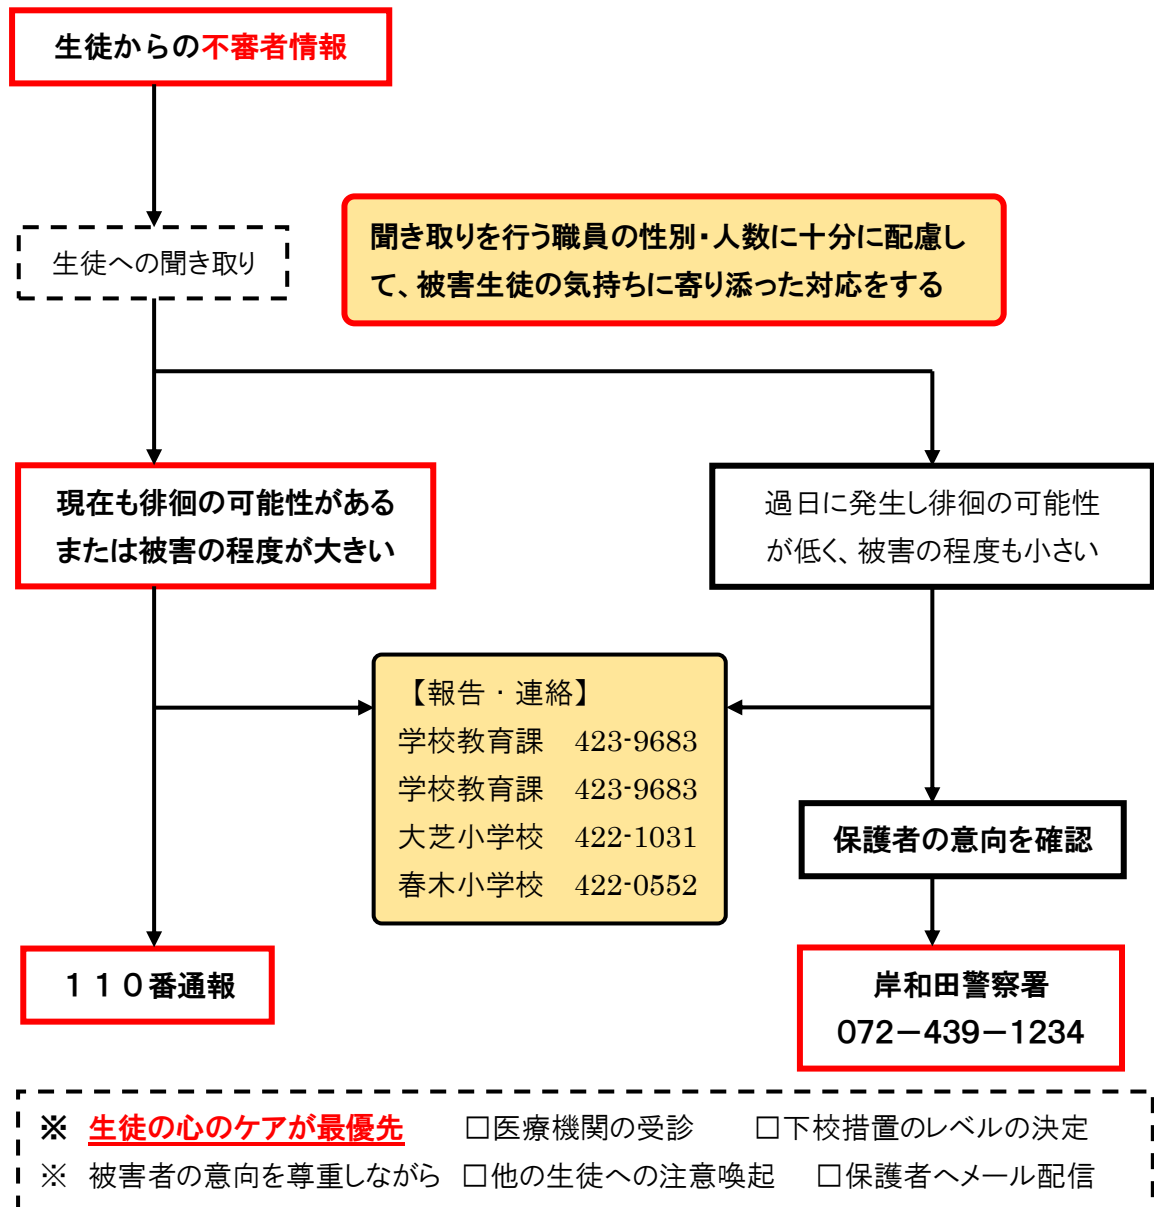 生徒からの不審者情報
生徒への聞き取り
聞き取りを行う職員の性別・人数に十分に配慮し
て、被害生徒の気持ちに寄り添った対応をする
現在も徘徊の可能性がある
または被害の程度が大きい
過日に発生し徘徊の可能性
が低く、被害の程度も小さい
【報告・連絡】
学校教育課　423-9683
学校教育課　423-9683
大芝小学校　422-1031
春木小学校　422-0552
保護者の意向を確認
１１０番通報
岸和田警察署
072－439－1234
※　生徒の心のケアが最優先　□医療機関の受診　□下校措置のレベルの決定
※　被害者の意向を尊重しながら　□他の生徒への注意喚起　□保護者へメール配信